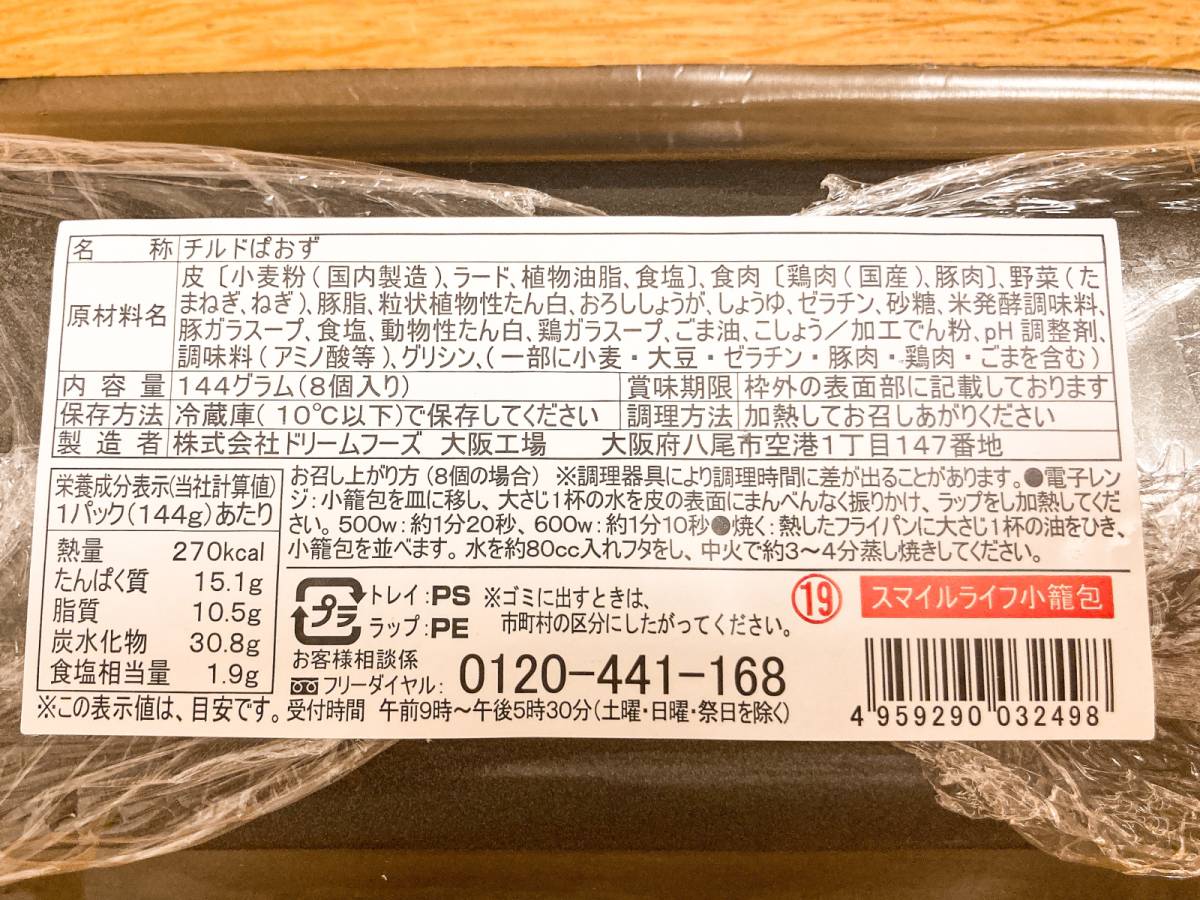 名称 チルドぱおず
原材料名 皮〔小麦粉(国内製造)、ラード、植物油脂、食塩〕、食肉〔鶏肉(国産)、豚肉〕、野菜(た
まねぎ、ねぎ)、豚脂、粒状植物性たん白、おろししょうが、しょうゆ、ゼラチン、砂糖、米発酵調味料、
豚ガラスープ、食塩、動物性たん白、鶏ガラスープ、ごま油、こしょう/加工でん粉、pH調整剤、
調味料(アミノ酸等)、グリシン、(一部に小麦・大豆・ゼラチン・豚肉・鶏肉・ごまを含む)
内容量 144グラム(8個入り) 賞味期限 枠外の表面部に記載しております
保存方法 冷蔵庫(10℃以下)で保存してください 調理方法 加熱してお召しあがりください
製造者 株式会社ドリームフーズ 大阪工場 大阪府八尾市空港1丁目147番地
栄養成分表示(当社計算値)
1パック(144g)あたり
熱量 270kcal
たんぱく質 15.1g
脂質 10.5g
炭水化物 30.8g
食塩相当量 1.9g
※この表示値は、目安です。
お召し上がり方(8個の場合) ※調理器具により調理時間に差が出ることがあります。●電子レン
ジ:小籠包を皿に移し、大さじ1杯の水を皮の表面にまんべんなく振りかけ、ラップをし加熱してくだ
さい。500w:約1分20秒、600w:約1分10秒●焼く:熱したフライパンに大さじ1杯の油をひき、
小籠包を並べます。水を約80cc入れフタをし、中火で約3~4分蒸し焼きしてください。
プラ
トレイ:PS
ラップ:PE
※ゴミに出すときは、
市町村の区分にしたがってください。
⑲ スマイルライフ小籠包
お客様相談係
フリーダイヤル: 0120-441-168
受付時間 午前9時~午後5時30分(土曜・日曜・祭日を除く)
4 959290 032498